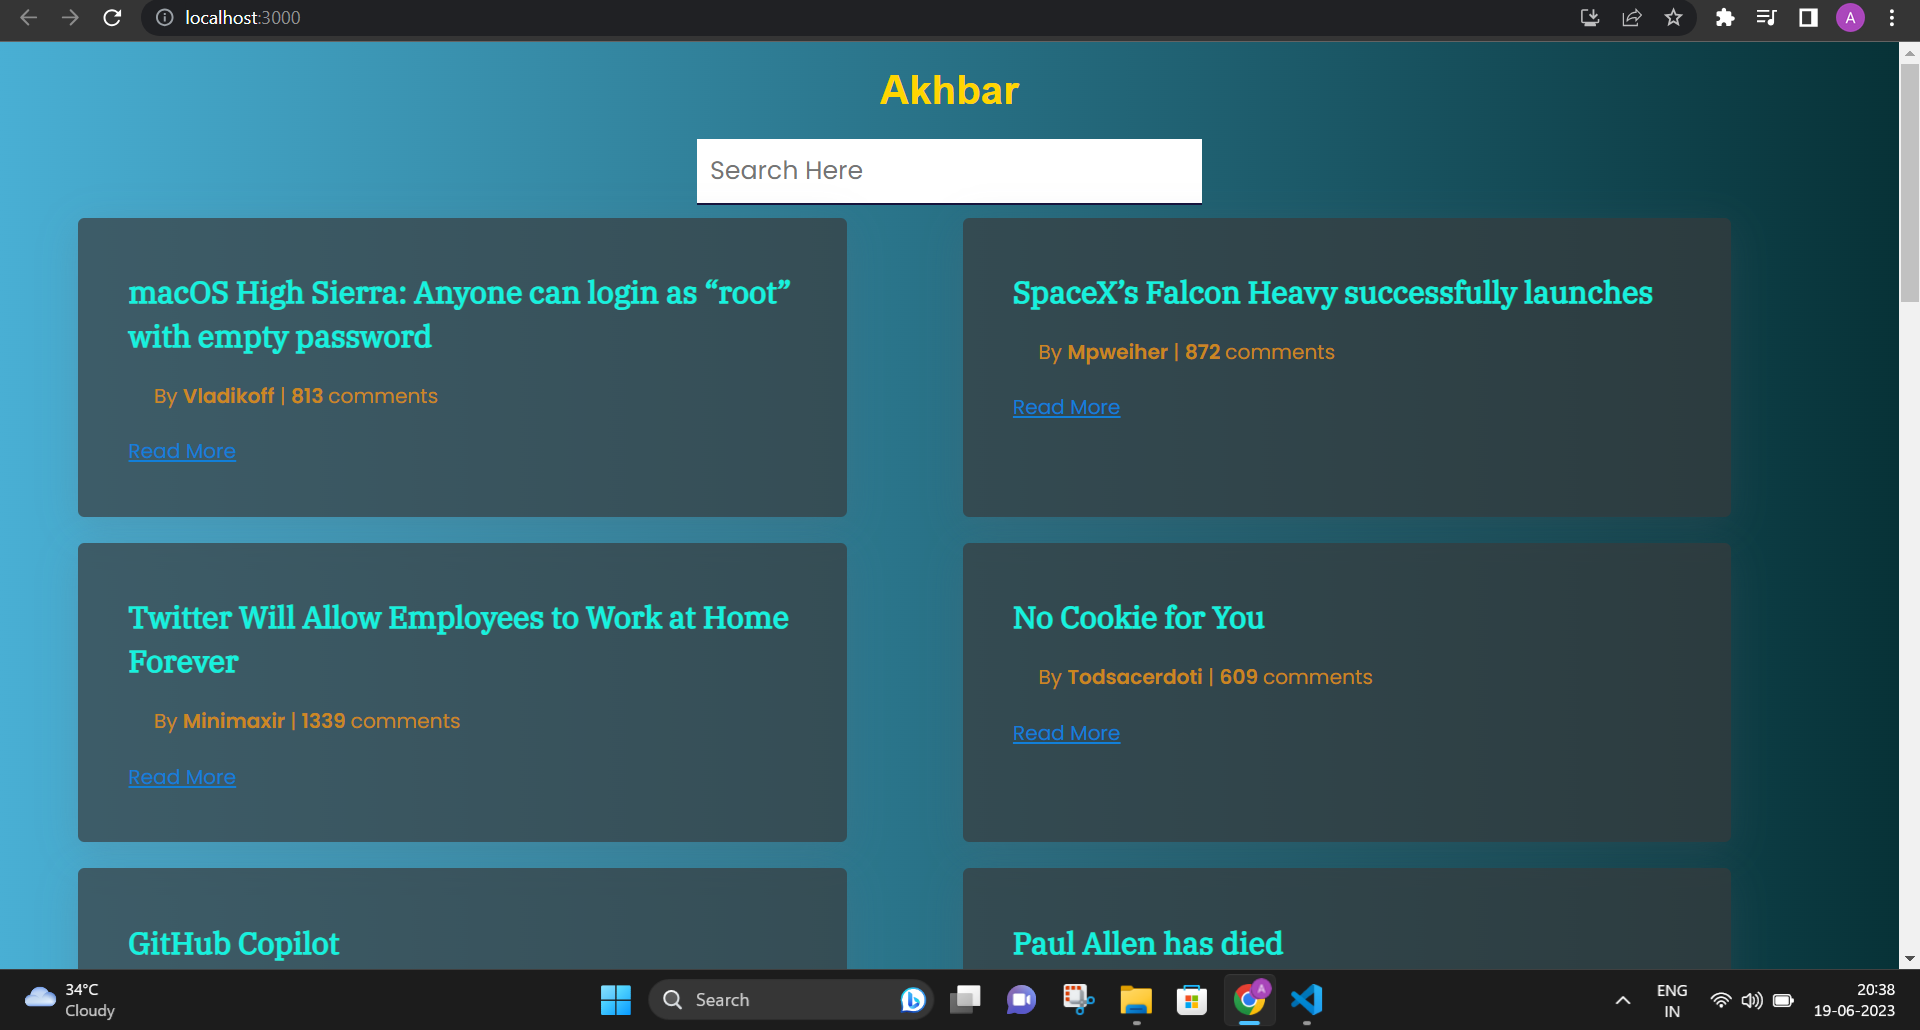 localhost:3000
A
Akhbar
Search Here
macOS High Sierra: Anyone can login as “root”
with empty password
By Vladikoff | 813 comments
Read More
SpaceX’s Falcon Heavy successfully launches
By Mpweiher | 872 comments
Read More
Twitter Will Allow Employees to Work at Home
Forever
By Minimaxir | 1339 comments
Read More
No Cookie for You
By Todsacerdoti | 609 comments
Read More
GitHub Copilot
Paul Allen has died
34°C
Cloudy
Search
A
ENG
IN
20:38
19-06-2023